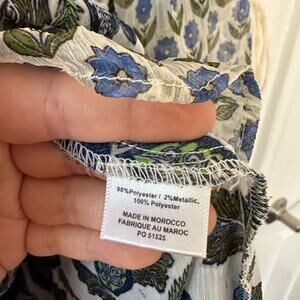 98%Polyester / 2%Metallic,
100% Polyester
MADE IN MOROCCO
FABRIQUE AU MAROC
PO 51525